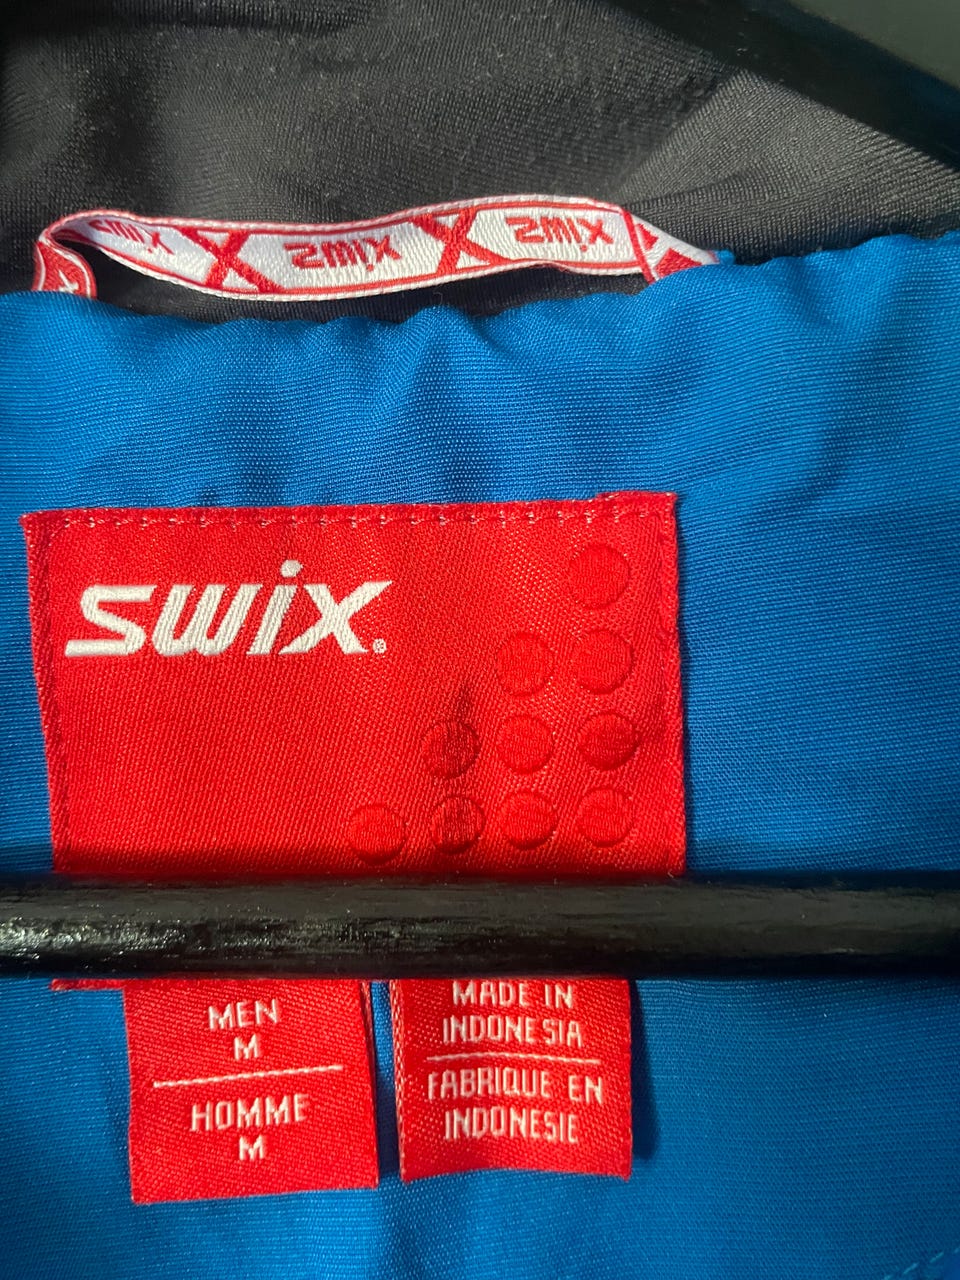 SWIX SWIX SWIX
SWiX®
MEN
M
HOMME
M
MADE IN
INDONESIA
FABRIQUE EN
INDONESIE